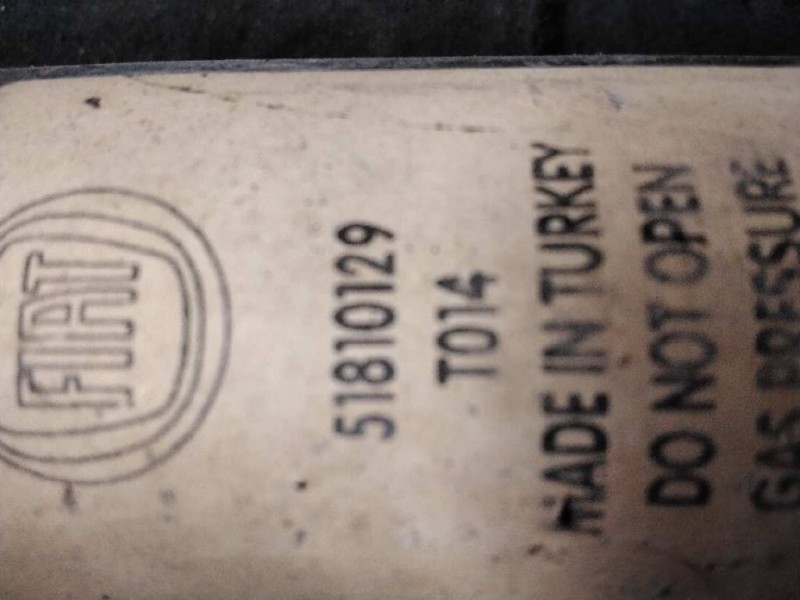 FIAT
51810129
T014
MADE IN TURKEY
DO NOT OPEN
GAS PRESSURE